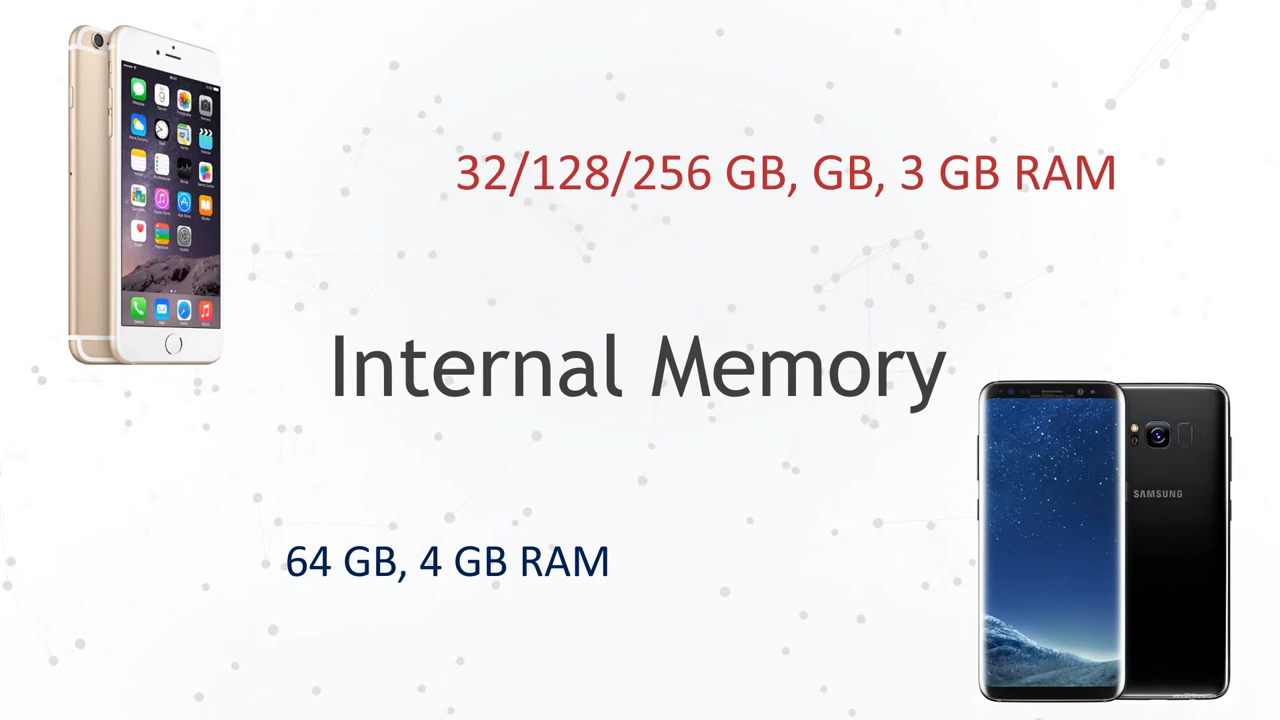 32/128/256 GB, GB, 3 GB RAM
Internal Memory
SAMSUNG
64 GB, 4 GB RAM